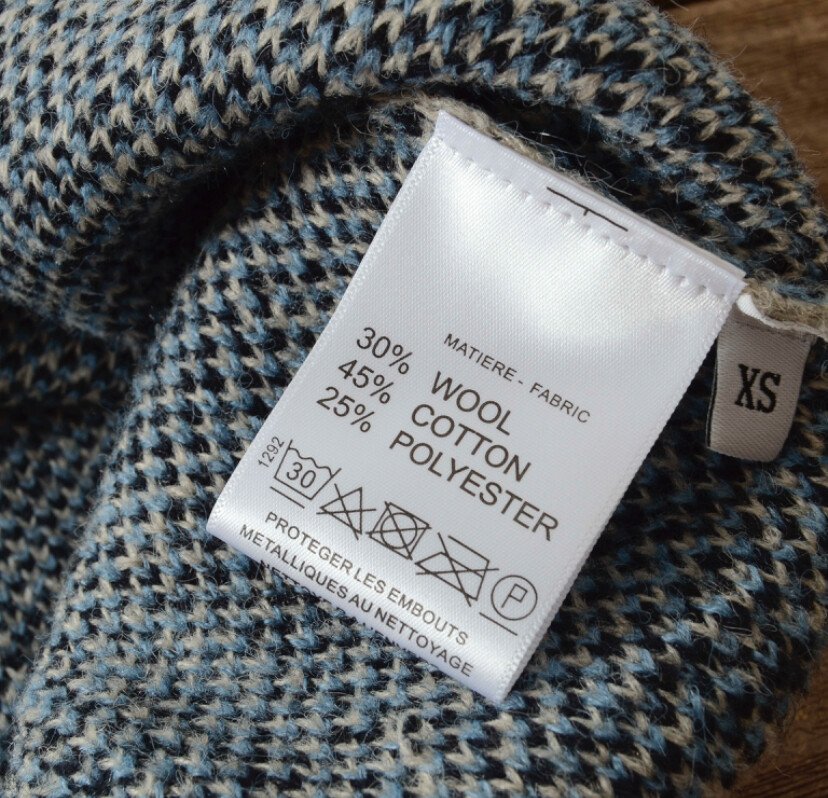 MATIERE - FABRIC
30% WOOL
45% COTTON
25% POLYESTER
1292
30
P
PROTEGER LES EMBOUTS
METALLIQUES AU NETTOYAGE
XS